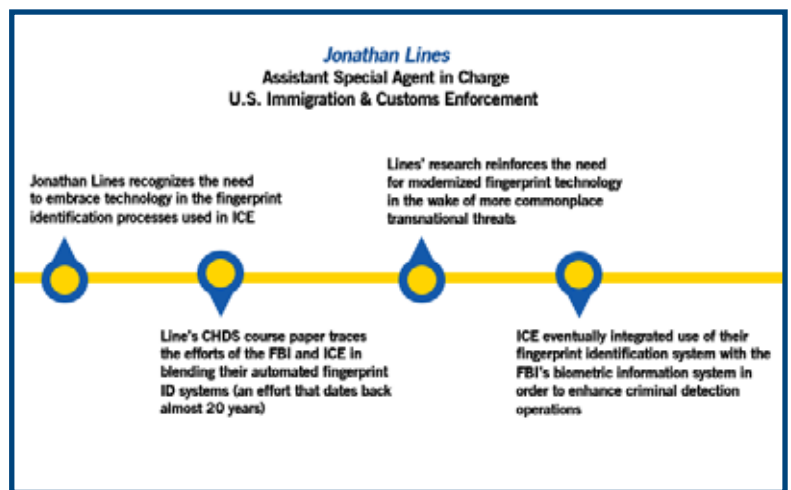 Jonathan Lines
Assistant Special Agent in Charge
U.S. Immigration & Customs Enforcement
Jonathan Lines recognizes the need
to embrace technology in the fingerprint
identification processes used in ICE
Line's CHDS course paper traces
the efforts of the FBI and ICE in
blending their automated fingerprint
ID systems (an effort that dates back
almost 20 years)
Lines' research reinforces the need
for modernized fingerprint technology
in the wake of more commonplace
transnational threats
ICE eventually integrated use of their
fingerprint identification system with the
FBI's biometric information system in
order to enhance criminal detection
operations